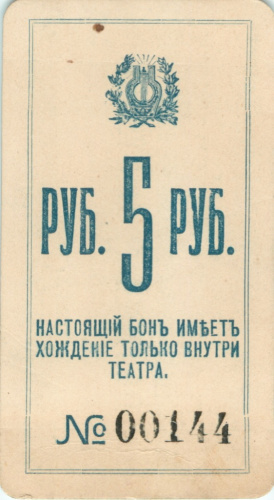 РУБ. 5 РУБ.
НАСТОЯЩІЙ БОНЪ ИМѢЕТЪ
ХОЖДЕНІЕ ТОЛЬКО ВНУТРИ
ТЕАТРА.
№ 00144